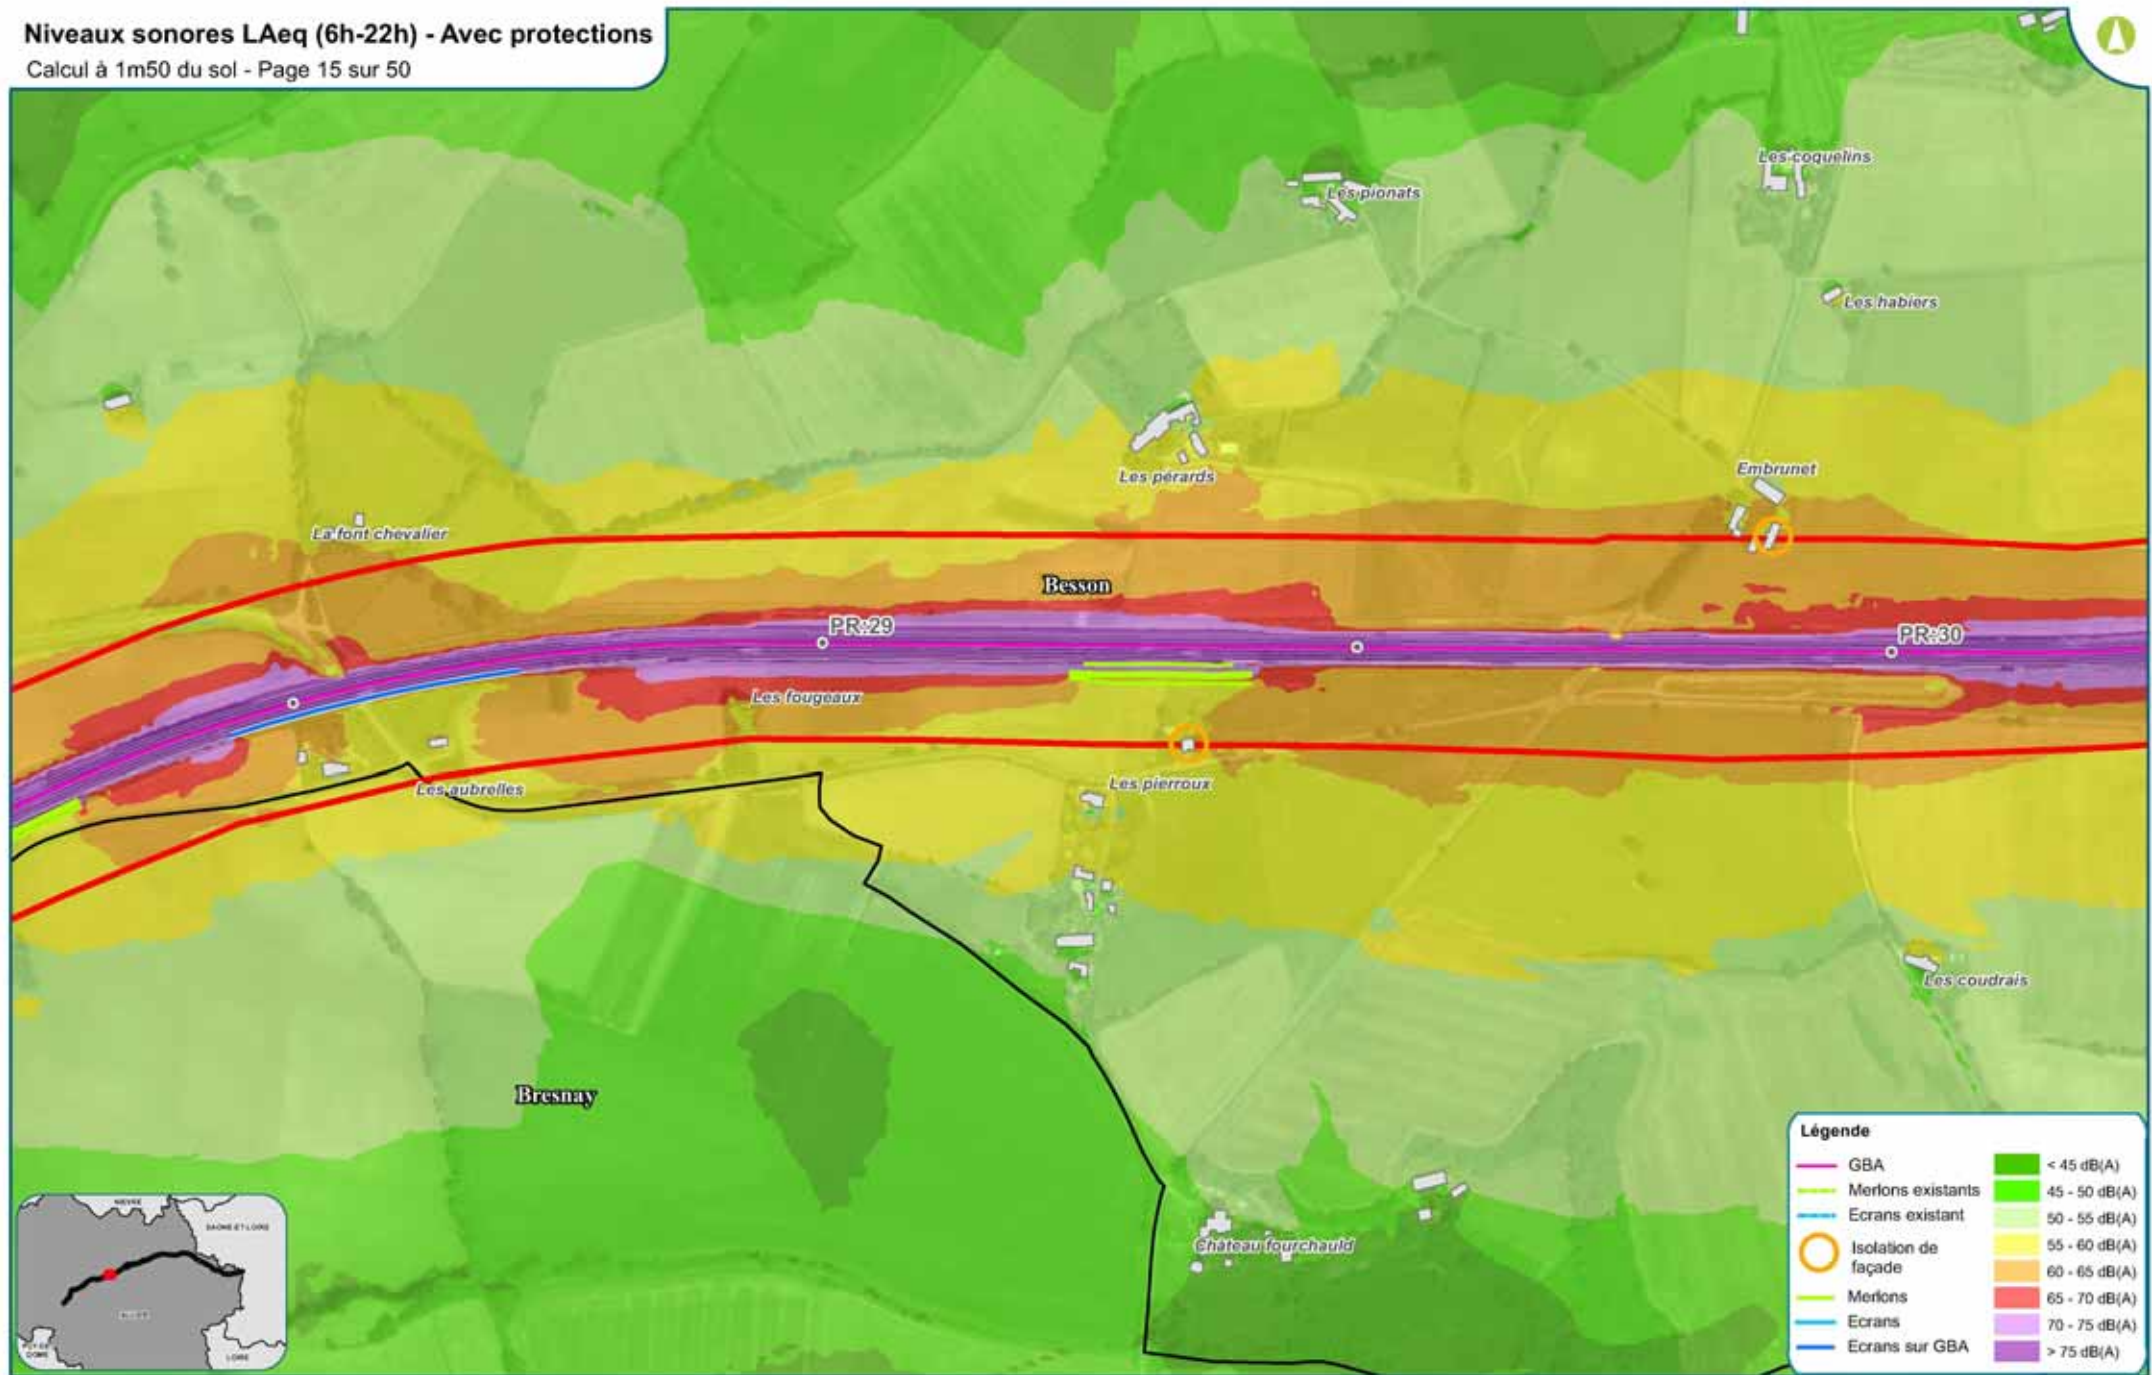 Niveaux sonores LAeq (6h-22h) - Avec protections
Calcul à 1m50 du sol - Page 15 sur 50
Les coquelins
Les pionats
Les habiers
Embrunet
Les pérards
La font chevalier
Besson
PR:29
PR:30
Les fougeaux
Les aubrelles
Les pierroux
Les coudrais
Bresnay
Château fourchauld
Légende
GBA
Merlons existants
Ecrans existant
Isolation de
façade
Merlons
Ecrans
Ecrans sur GBA
< 45 dB(A)
45 - 50 dB(A)
50 - 55 dB(A)
55 - 60 dB(A)
60 - 65 dB(A)
65 - 70 dB(A)
70 - 75 dB(A)
> 75 dB(A)
NIEVRE
SAONE ET LOIRE
ALLIER
PUY-DE-
DOME
LOIRE